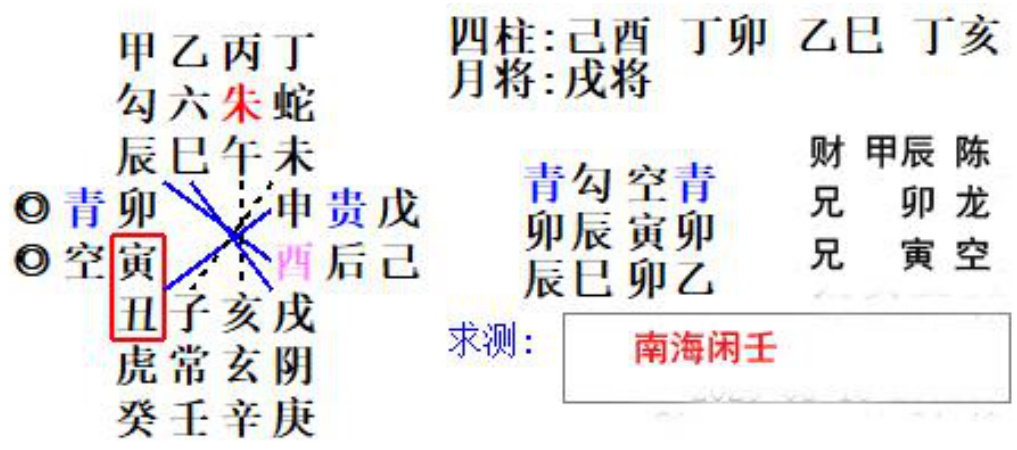 甲乙丙丁
勾六朱蛇
辰巳午未
◎青卯 申贵戊
◎空寅 酉后己
丑子亥戌
虎常玄阴
癸壬辛庚
四柱:己酉 丁卯 乙巳 丁亥
月将:戌将
青勾空青
卯辰寅卯
辰巳卯乙
财 甲辰 陈
兄 卯 龙
兄 寅 空
求测: 南海闲壬